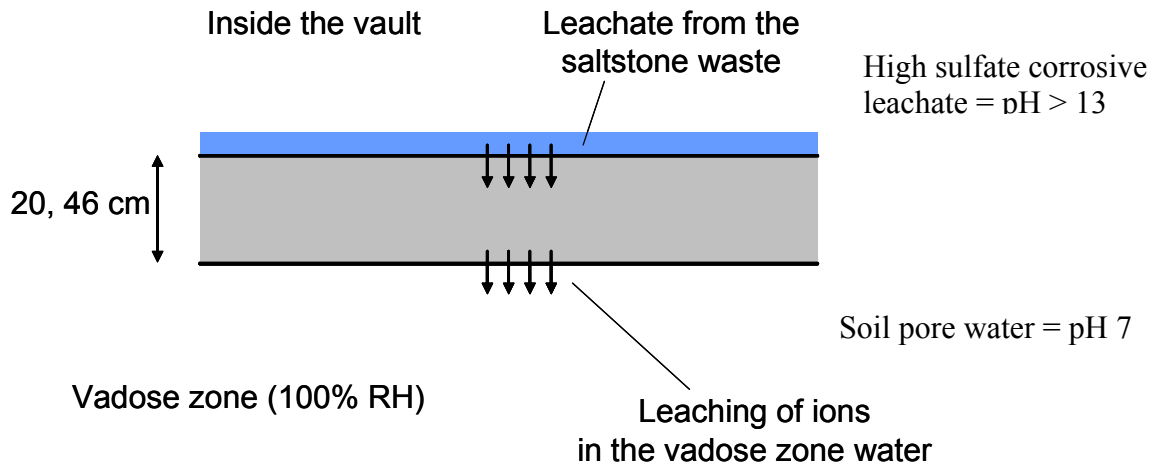 Inside the vault
Leachate from the
saltstone waste
High sulfate corrosive
leachate = pH > 13
20, 46 cm
Soil pore water = pH 7
Vadose zone (100% RH)
Leaching of ions
in the vadose zone water